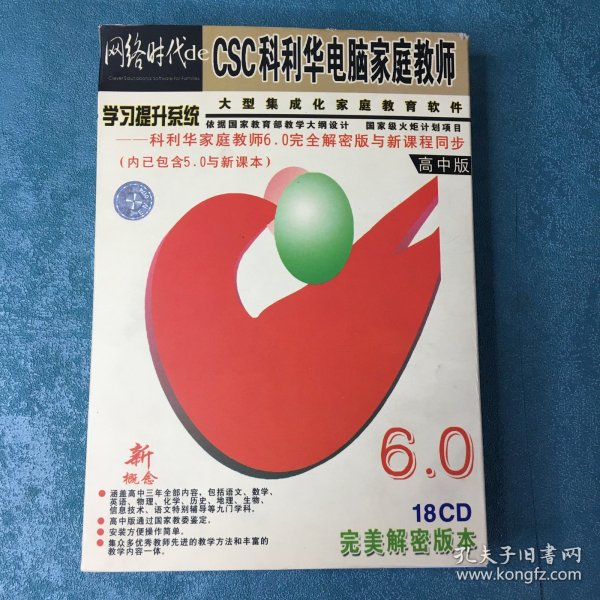 网络时代de CSC科利华电脑家庭教师
Clever Educational Software for Families
学习提升系统 大型集成化家庭教育软件
依据国家教育部教学大纲设计 国家级火炬计划项目
——科利华家庭教师6.0完全解密版与新课程同步
(内已包含5.0与新课本)
高中版
6.0
新
概念
涵盖高中三年全部内容，包括语文、数学、
英语、物理、化学、历史、地理、生物、
信息技术、语文特别辅导等九门学科。
高中版通过国家教委鉴定。
安装方便操作简单。
集众多优秀教师先进的教学方法和丰富的
教学内容一体。
18CD
完美解密版本
孔夫子旧书网
www.kongfz.com